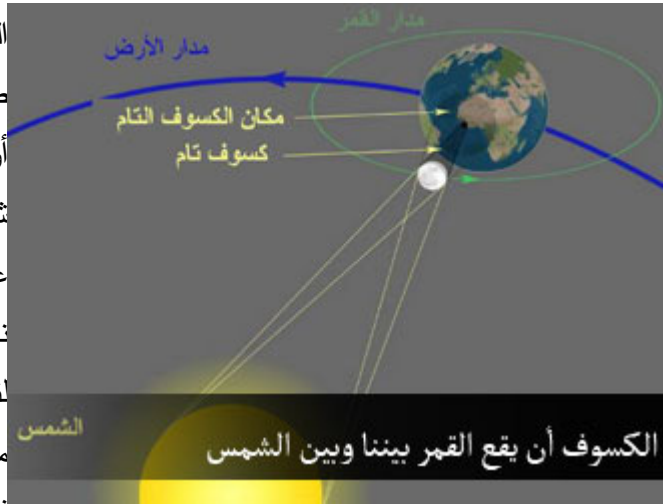 مدار القمر
مدار الأرض
مكان الكسوف التام
كسوف تام
الشمس
الكسوف أن يقع القمر بيننا وبين الشمس